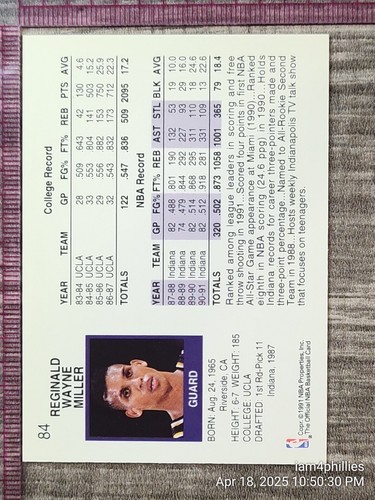 84
REGINALD
WAYNE
MILLER
GUARD
BORN: Aug. 24, 1965
Riverside, CA
HEIGHT: 6-7 WEIGHT: 185
COLLEGE: UCLA
DRAFTED: 1st Rd-Pick 11
Indiana, 1987
Copr. © 1991 NBA Properties, Inc.
The Official NBA Basketball Card
NBA
College Record
YEAR TEAM GP FG% FT% REB PTS AVG
83-84 UCLA 28 509 643 42 130 4.6
84-85 UCLA 33 553 804 141 503 15.2
85-86 UCLA 29 556 882 153 750 25.9
86-87 UCLA 32 543 832 173 712 22.3
TOTALS 122 .547 .836 509 2095 17.2
NBA Record
YEAR TEAM GP FG% FT% REB AST STL BLK AVG
87-88 Indiana 82 488 801 190 132 53 19 10.0
88-89 Indiana 74 479 844 292 227 93 29 16.0
89-90 Indiana 82 514 868 295 311 110 18 24.6
90-91 Indiana 82 512 918 281 331 109 13 22.6
TOTALS 320 .502 .873 1058 1001 365 79 18.4
Ranked among league leaders in scoring and free
throw shooting in 1991...Scored four points in first NBA
All-Star Game appearance at Miami (1990)...Ranked
eighth in NBA scoring (24.6 ppg) in 1990...Holds
Indiana records for career three-pointers made and
three-point percentage...Named to All-Rookie Second
Team in 1988...Hosts weekly Indianapolis TV talk show
that focuses on teenagers.
Iam4phillies
Apr 18, 2025 10:50:30 PM